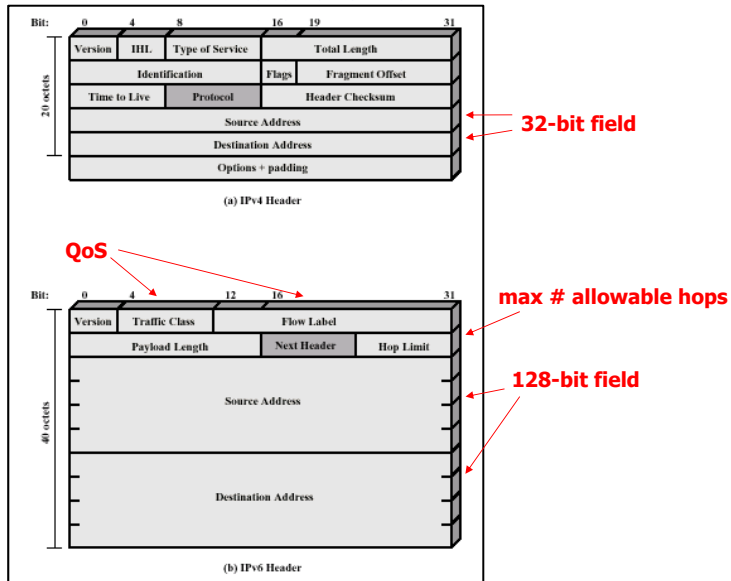 Bit: 0 4 8 16 19 31
Version IHL Type of Service Total Length
Identification Flags Fragment Offset
Time to Live Protocol Header Checksum
Source Address
Destination Address
Options + padding
20 octets
32-bit field
(a) IPv4 Header
QoS
Bit: 0 4 12 16 31
max # allowable hops
Version Traffic Class Flow Label
Payload Length Next Header Hop Limit
128-bit field
Source Address
40 octets
Destination Address
(b) IPv6 Header